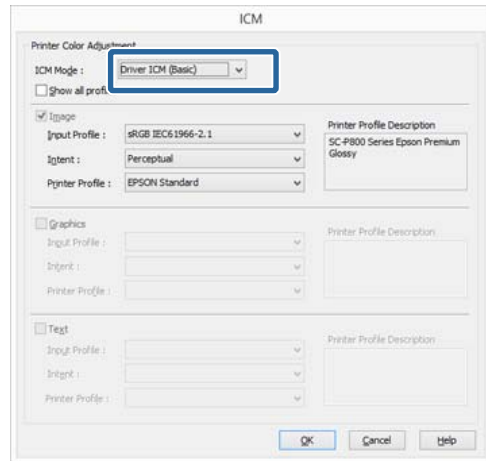 ICM
Printer Color Adjustment
ICM Mode : Driver ICM (Basic)
Show all profi
Image
Input Profile : sRGB IEC61966-2.1
Intent : Perceptual
Printer Profile : EPSON Standard
Printer Profile Description
SC-P800 Series Epson Premium
Glossy
Graphics
Input Profile :
Intent :
Printer Profile :
Printer Profile Description
Text
Input Profile :
Intent :
Printer Profile :
Printer Profile Description
OK Cancel Help